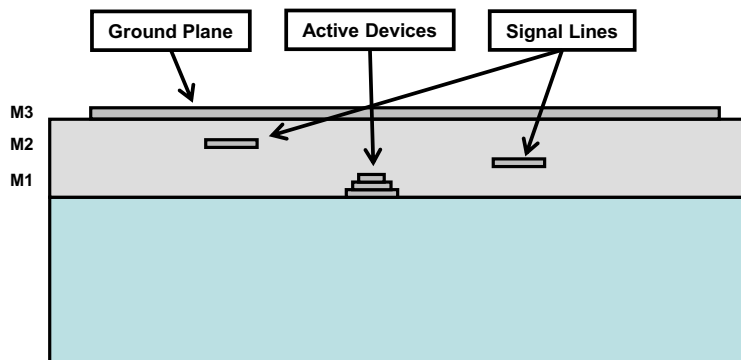 Ground Plane
Active Devices
Signal Lines
M3
M2
M1